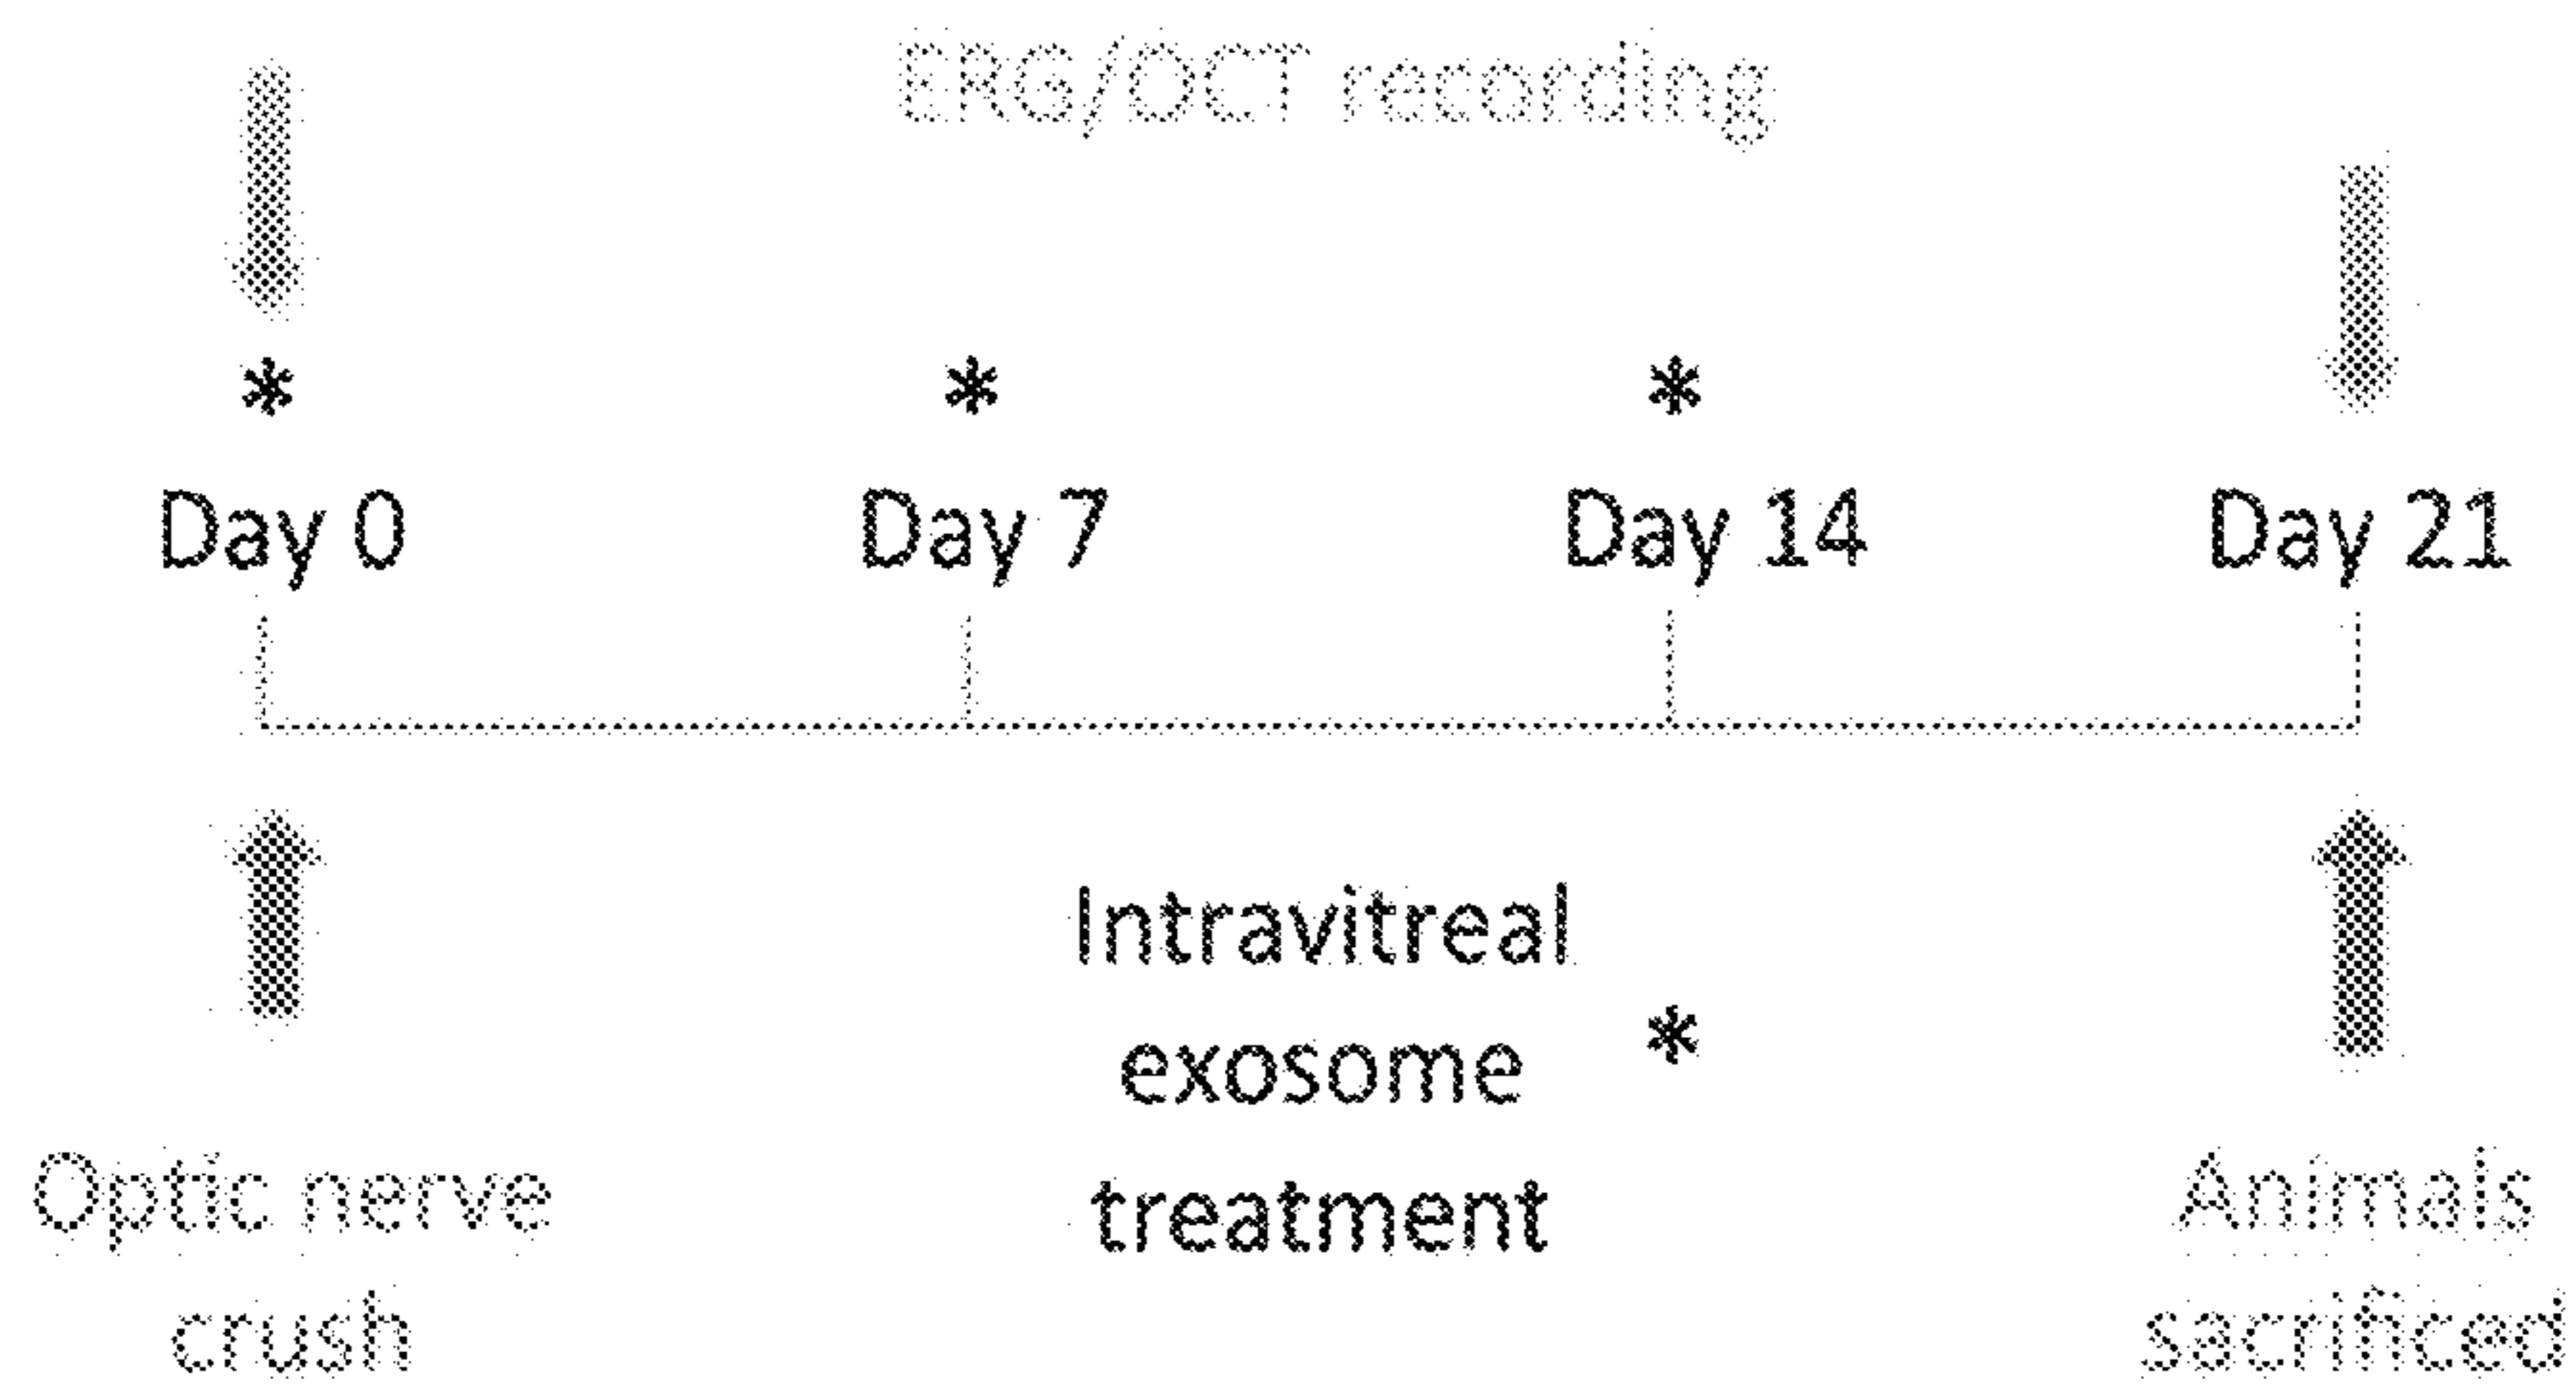 ERG/OCT recording
* * *
Day 0 Day 7 Day 14 Day 21
Intravitreal
exosome *
treatment
Optic nerve
crush
Animals
sacrificed